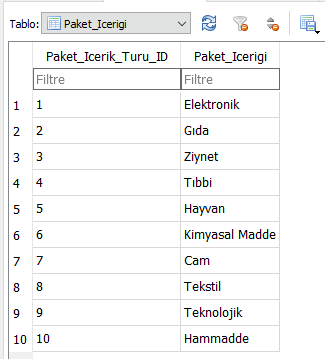 Tablo: Paket_Icerigi
Paket_Icerik_Turu_ID Paket_Icerigi
Filtre Filtre
1 1 Elektronik
2 2 Gıda
3 3 Ziynet
4 4 Tıbbi
5 5 Hayvan
6 6 Kimyasal Madde
7 7 Cam
8 8 Tekstil
9 9 Teknolojik
10 10 Hammadde